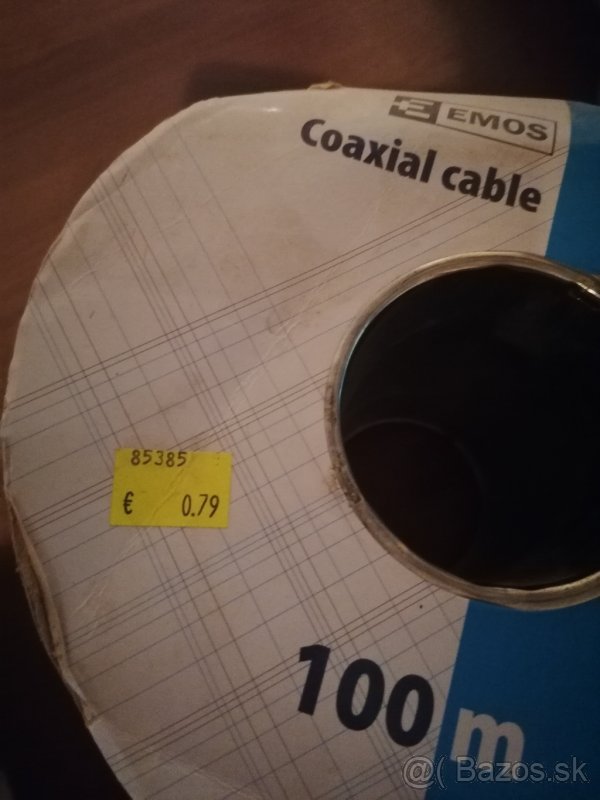 EMOS
Coaxial cable
85385
€ 0.79
100 m
@( Bazos.sk